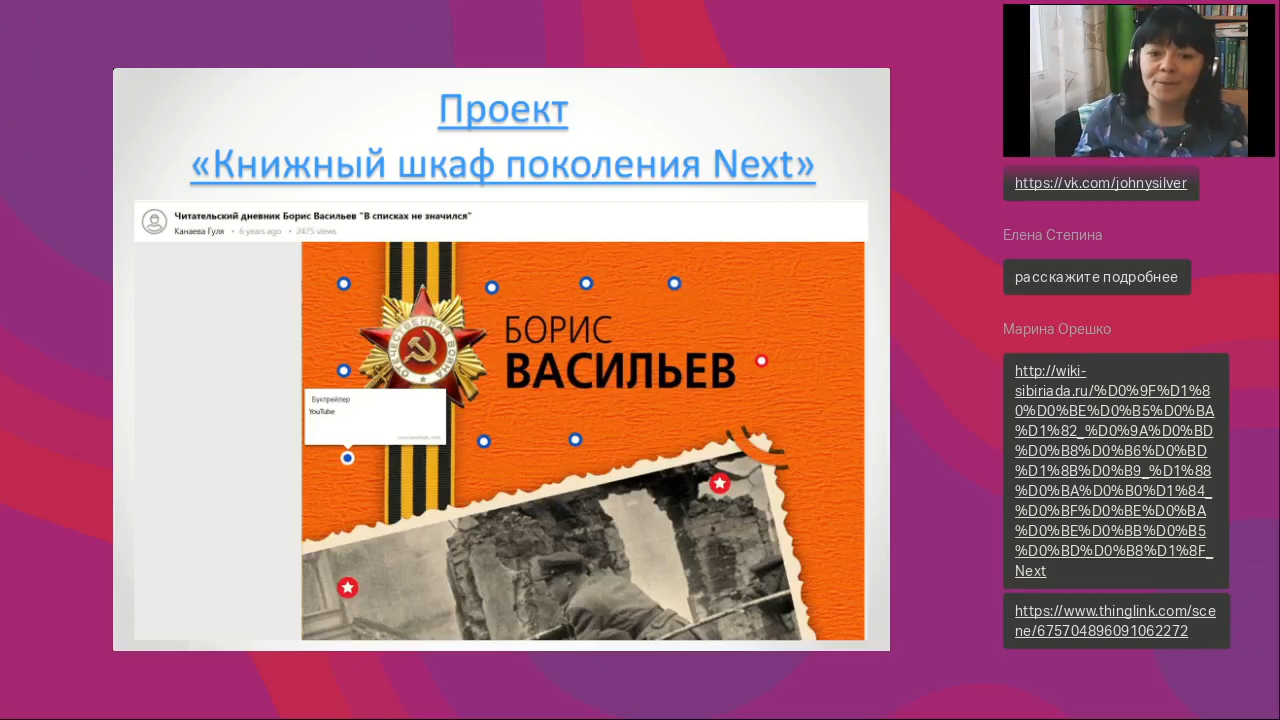 Проект
«Книжный шкаф поколения Next»
Читательский дневник Борис Васильев "В списках не значился"
Канаева Гуля • 6 years ago • 2475 views
ОТЕЧЕСТВЕННАЯ ВОЙНА
БОРИС
ВАСИЛЬЕВ
Буктрейлер
YouTube
https://vk.com/johnysilver
Елена Степина
расскажите подробнее
Марина Орешко
http://wiki-
sibiriada.ru/%D0%9F%D1%8
0%D0%BE%D0%B5%D0%BA
%D1%82_%D0%9A%D0%BD
%D0%B8%D0%B6%D0%BD
%D1%8B%D0%B9_%D1%88
%D0%BA%D0%B0%D1%84_
%D0%BF%D0%BE%D0%BA
%D0%BE%D0%BB%D0%B5
%D0%BD%D0%B8%D1%8F_
Next
https://www.thinglink.com/sce
ne/675704896091062272